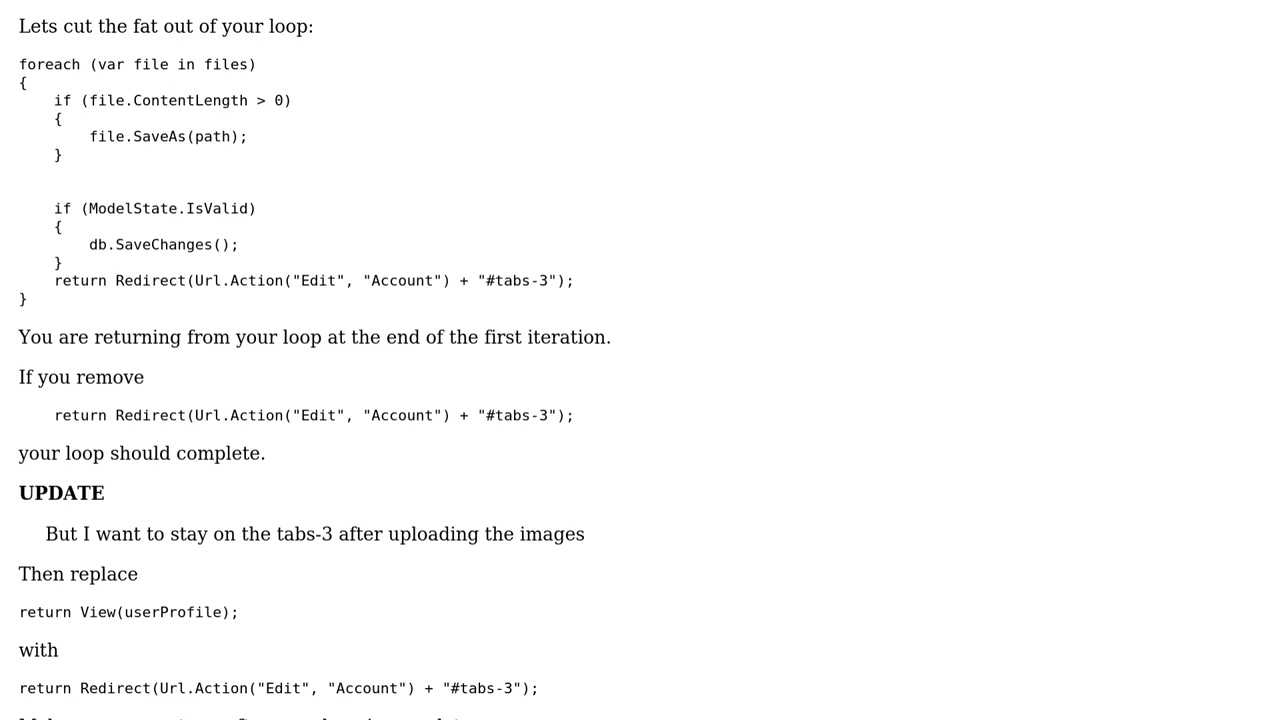 Lets cut the fat out of your loop:
foreach (var file in files)
{
    if (file.ContentLength > 0)
    {
        file.SaveAs(path);
    }
    if (ModelState.IsValid)
    {
        db.SaveChanges();
    }
    return Redirect(Url.Action("Edit", "Account") + "#tabs-3");
}
You are returning from your loop at the end of the first iteration.
If you remove
    return Redirect(Url.Action("Edit", "Account") + "#tabs-3");
your loop should complete.
UPDATE
But I want to stay on the tabs-3 after uploading the images
Then replace
return View(userProfile);
with
return Redirect(Url.Action("Edit", "Account") + "#tabs-3");